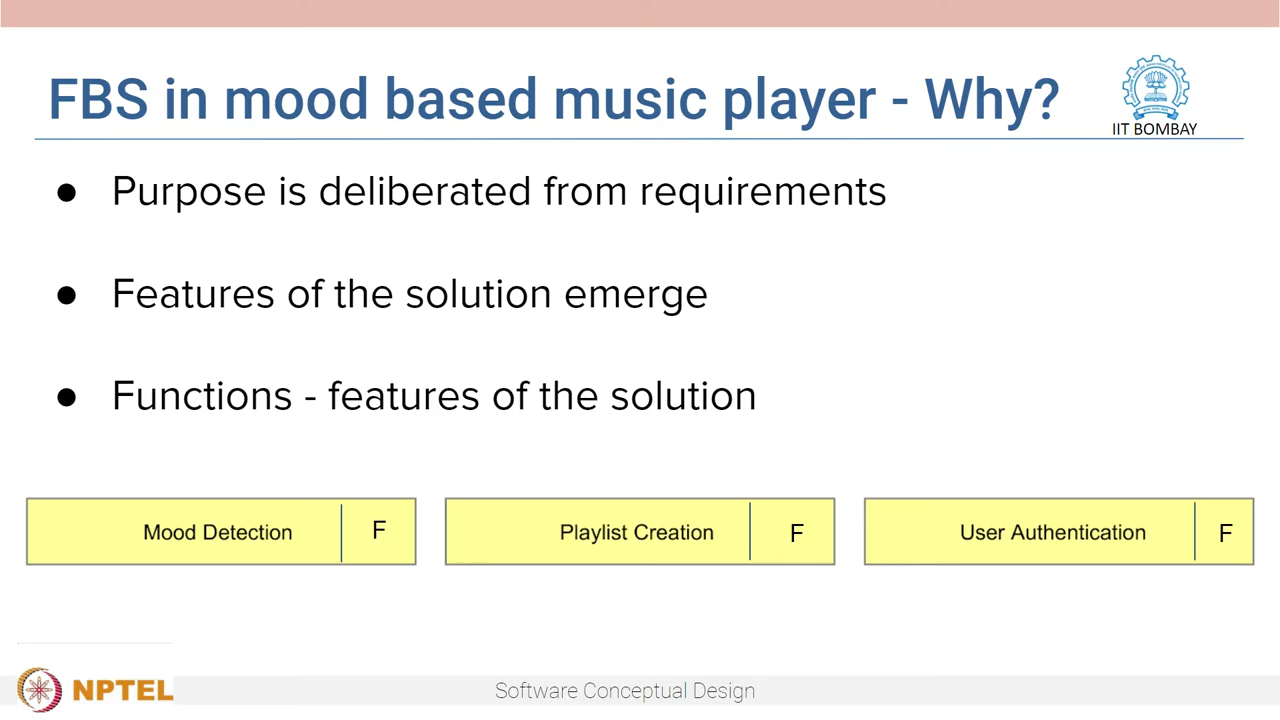 FBS in mood based music player - Why?
IIT BOMBAY
● Purpose is deliberated from requirements
● Features of the solution emerge
● Functions - features of the solution
Mood Detection F
Playlist Creation F
User Authentication F
NPTEL
Software Conceptual Design